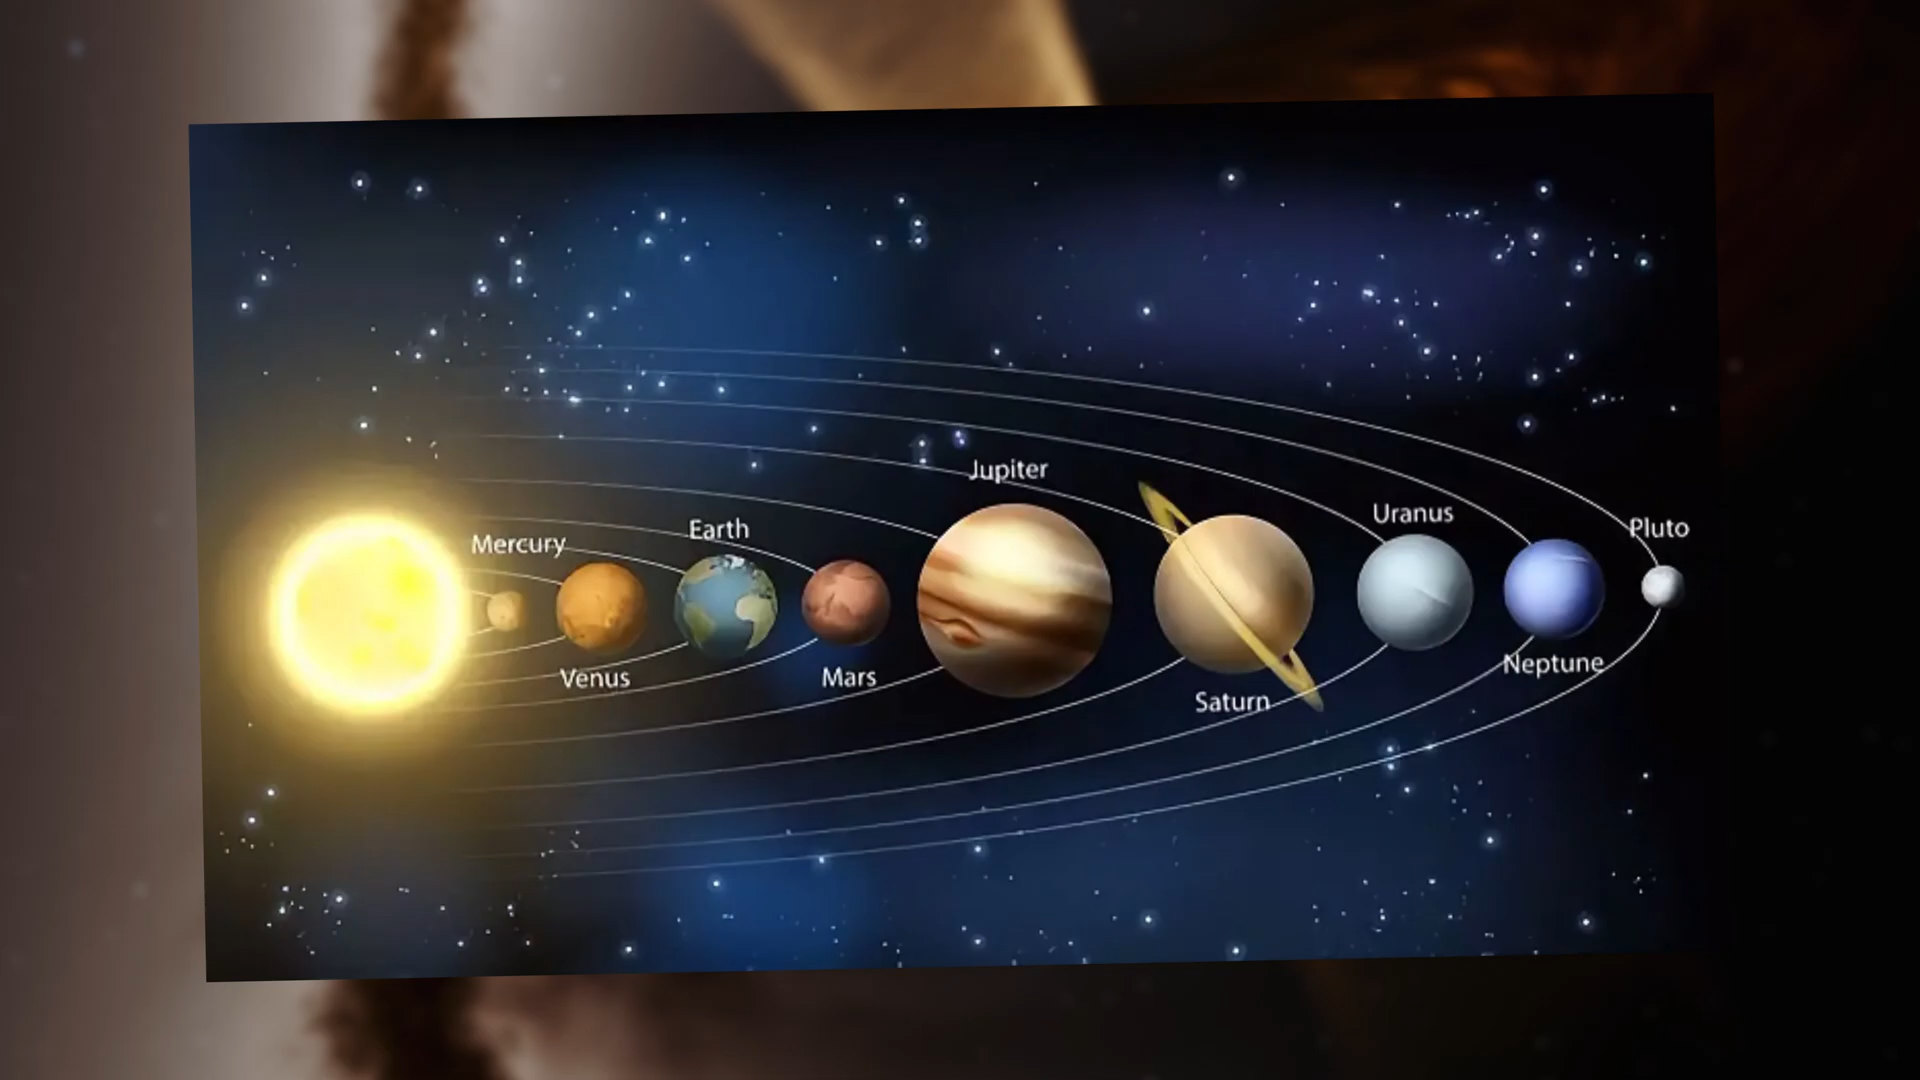 Mercury
Venus
Earth
Mars
Jupiter
Saturn
Uranus
Neptune
Pluto